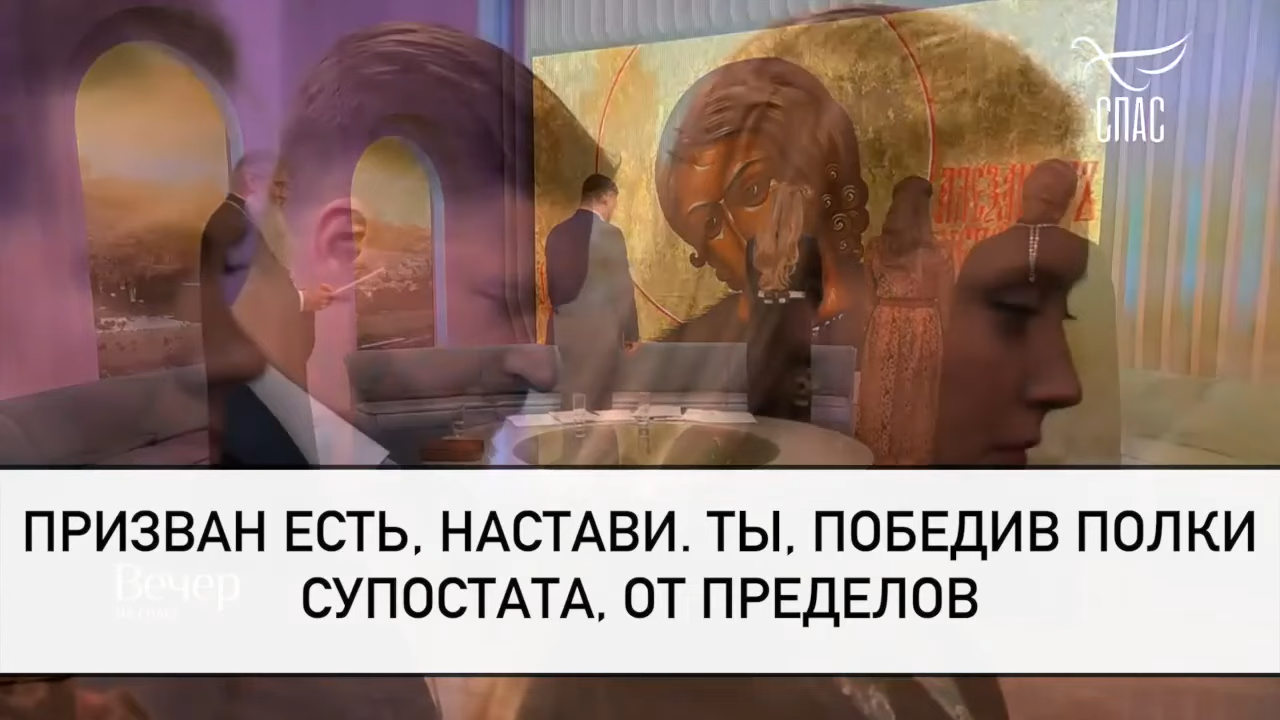 СПАС
ПРИЗВАН ЕСТЬ, НАСТАВИ. ТЫ, ПОБЕДИВ ПОЛКИ
СУПОСТАТА, ОТ ПРЕДЕЛОВ
Вечер